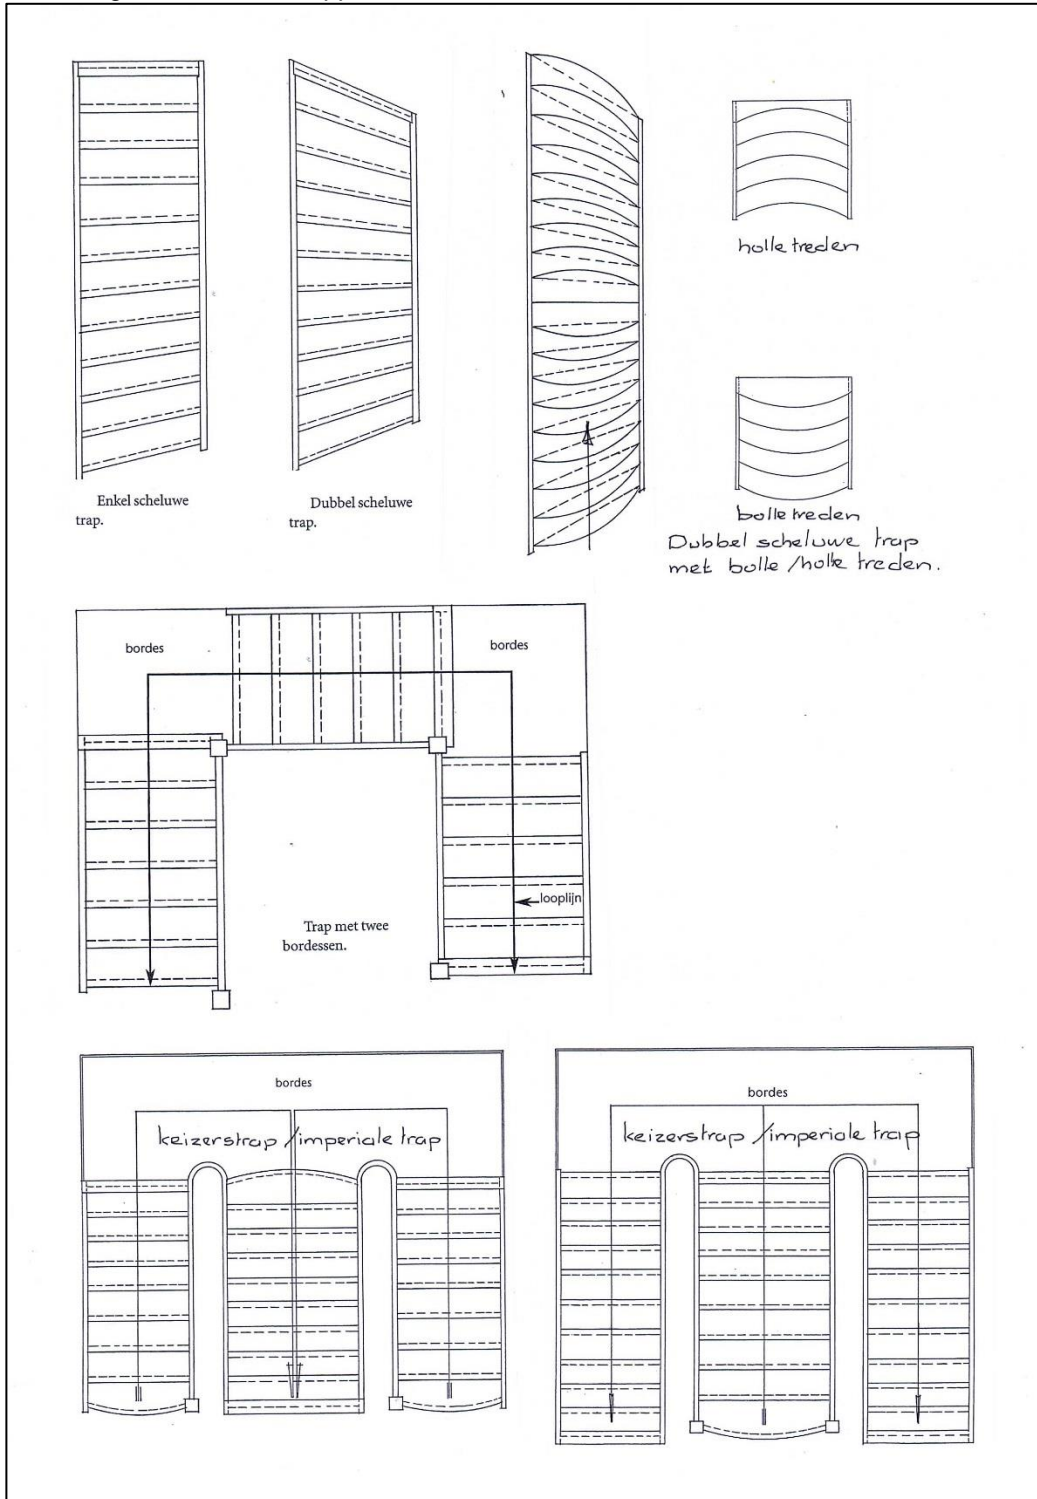 holle treden
Enkel scheluwe
trap.
Dubbel scheluwe
trap.
bolle treden
Dubbel scheluwe trap
met bolle /holle treden.
bordes
bordes
looplijn
Trap met twee
bordessen.
bordes
keizerstrap /imperiale trap
bordes
keizerstrap /imperiale trap